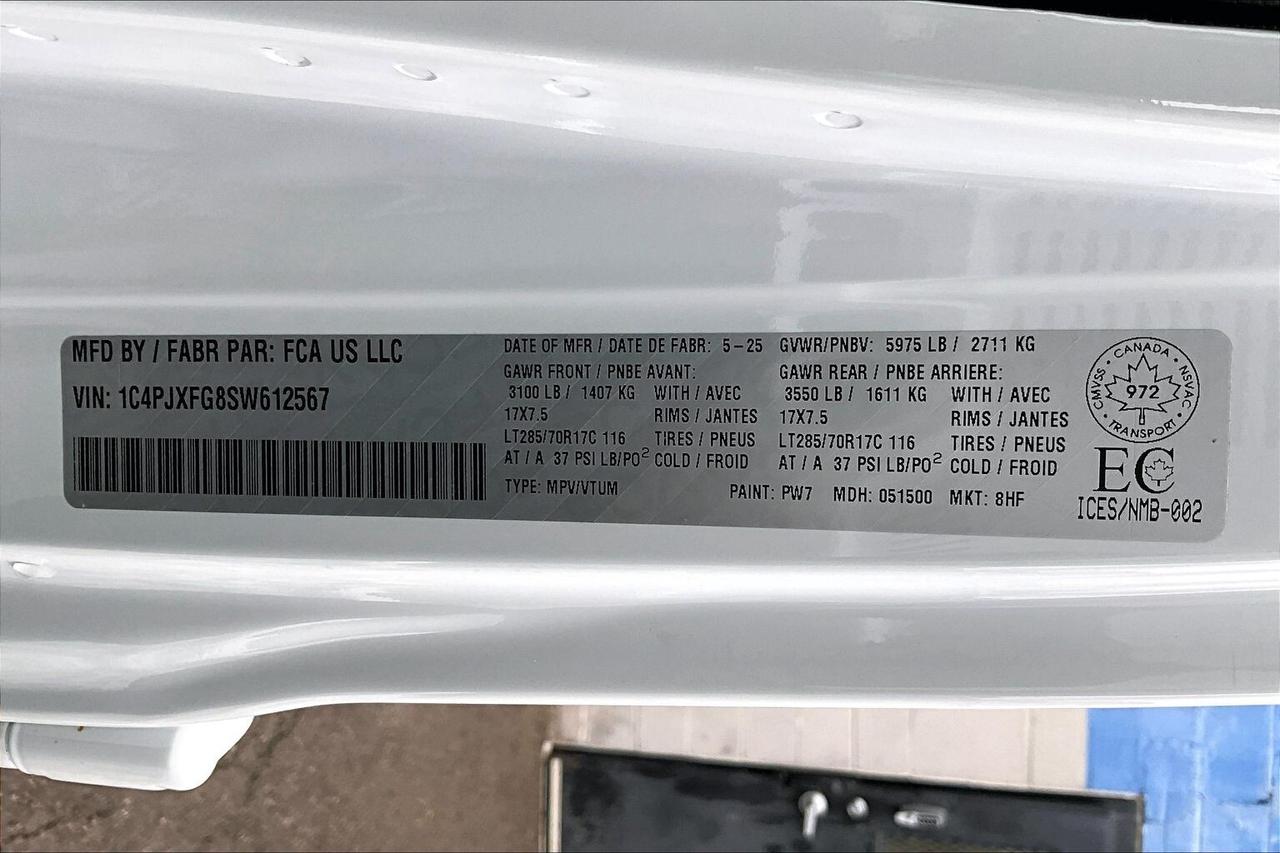 MFD BY / FABR PAR: FCA US LLC
VIN: 1C4PJXFG8SW612567
DATE OF MFR / DATE DE FABR: 5-25 GVWR/PNBV: 5975 LB / 2711 KG
GAWR FRONT / PNBE AVANT: GAWR REAR / PNBE ARRIERE:
3100 LB / 1407 KG WITH / AVEC 3550 LB / 1611 KG WITH / AVEC
17X7.5 RIMS / JANTES 17X7.5 RIMS / JANTES
LT285/70R17C 116 TIRES / PNEUS LT285/70R17C 116 TIRES / PNEUS
AT / A 37 PSI LB/PO² COLD / FROID AT / A 37 PSI LB/PO² COLD / FROID
TYPE: MPV/VTUM PAINT: PW7 MDH: 051500 MKT: 8HF
CANADA
CMVSS · NSVAC
972
TRANSPORT
EC
ICES/NMB-002